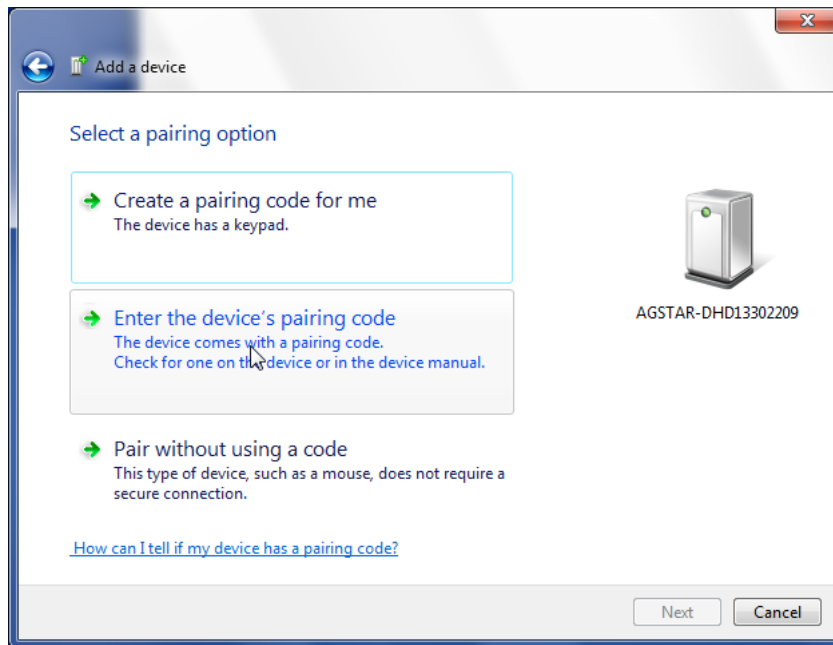 Add a device
Select a pairing option
Create a pairing code for me
The device has a keypad.
Enter the device's pairing code
The device comes with a pairing code.
Check for one on the device or in the device manual.
AGSTAR-DHD13302209
Pair without using a code
This type of device, such as a mouse, does not require a
secure connection.
How can I tell if my device has a pairing code?
Next
Cancel